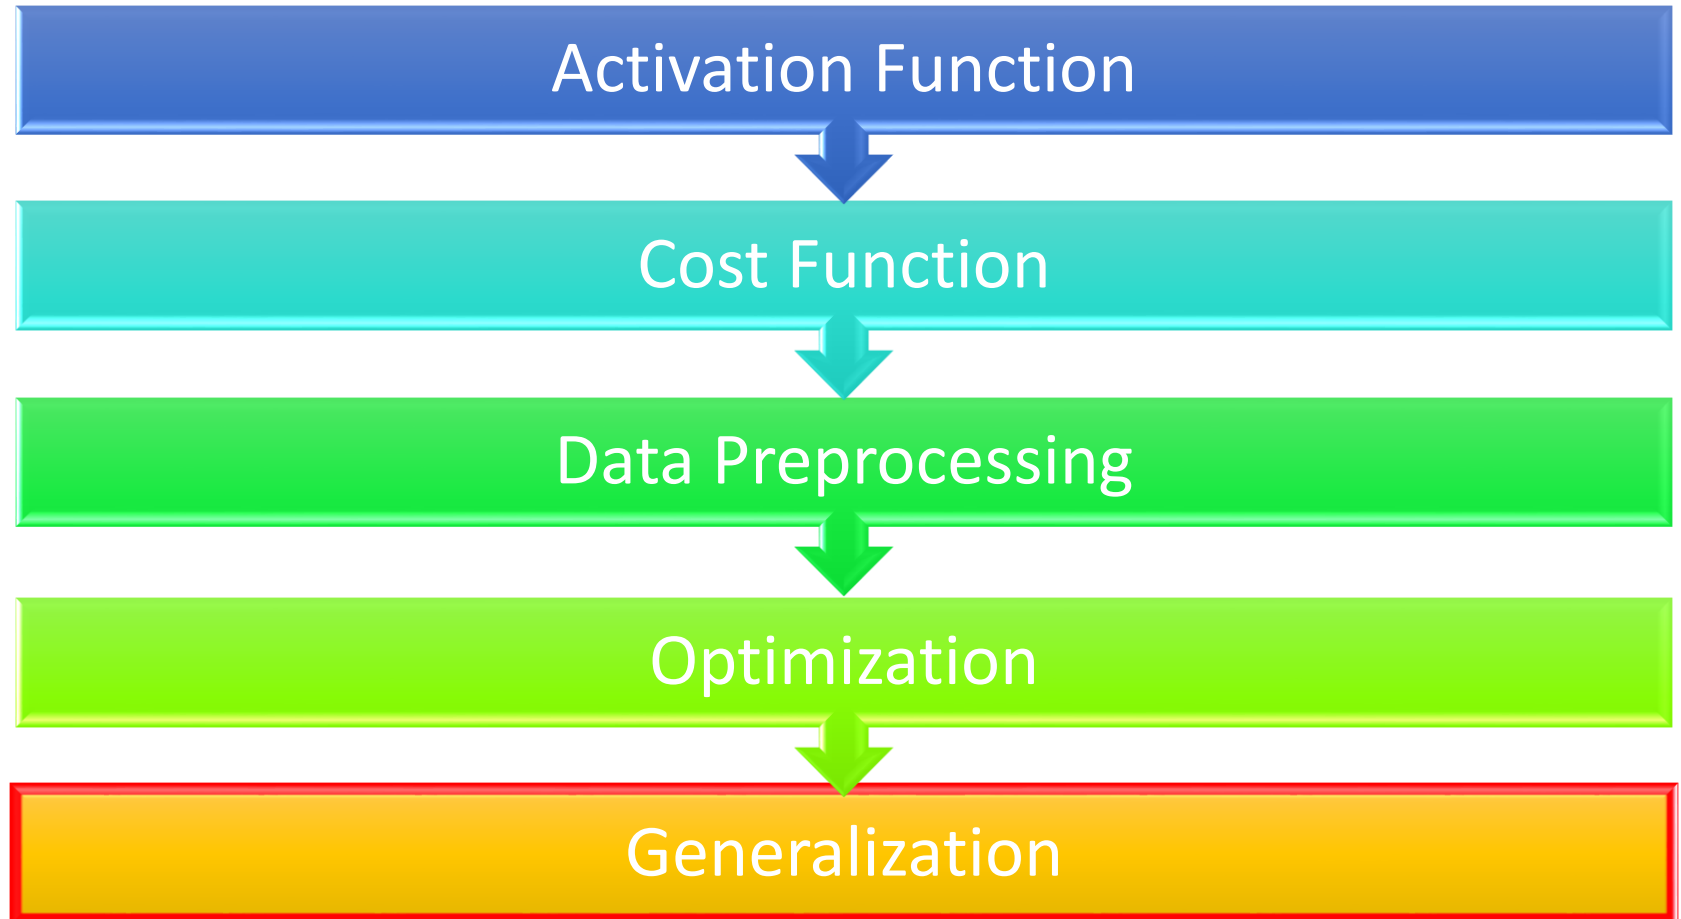 Activation Function
Cost Function
Data Preprocessing
Optimization
Generalization